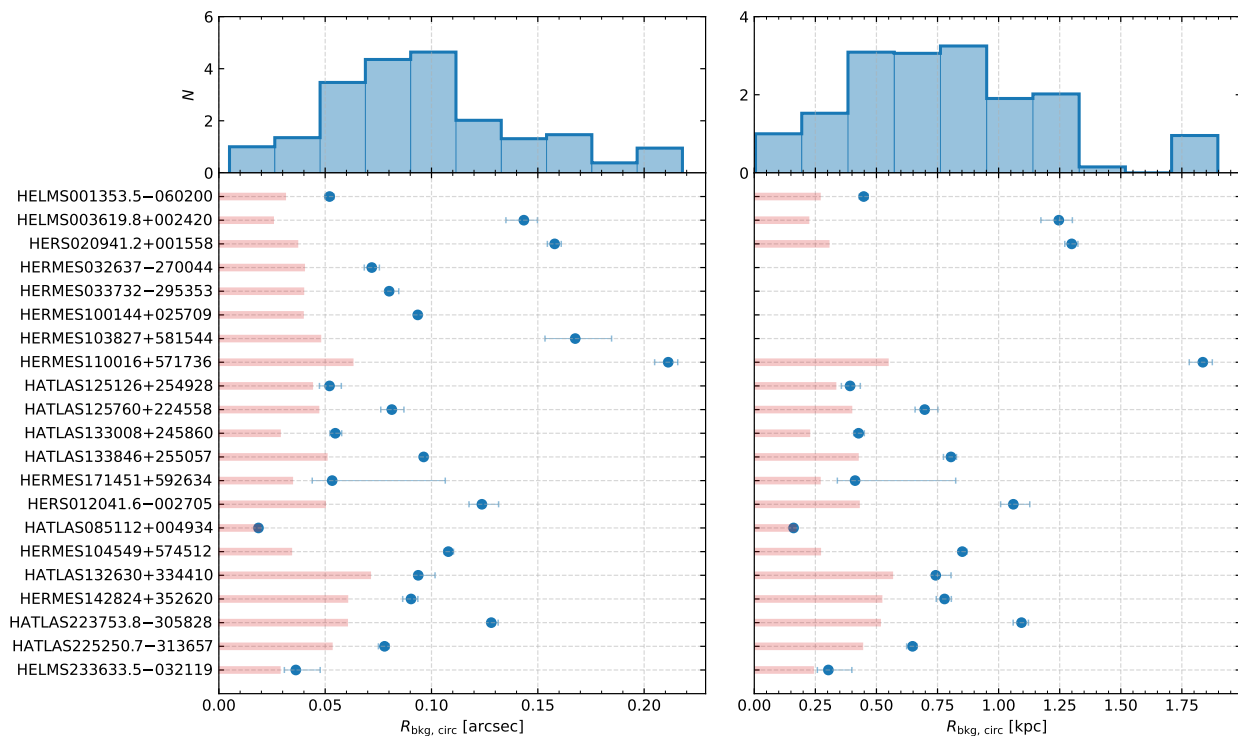 6
4
2
0
N
4
2
0
HELMS001353.5−060200
HELMS003619.8+002420
HERS020941.2+001558
HERMES032637−270044
HERMES033732−295353
HERMES100144+025709
HERMES103827+581544
HERMES110016+571736
HATLAS125126+254928
HATLAS125760+224558
HATLAS133008+245860
HATLAS133846+255057
HERMES171451+592634
HERS012041.6−002705
HATLAS085112+004934
HERMES104549+574512
HATLAS132630+334410
HERMES142824+352620
HATLAS223753.8−305828
HATLAS225250.7−313657
HELMS233633.5−032119
0.00 0.05 0.10 0.15 0.20
R_bkg, circ [arcsec]
0.00 0.25 0.50 0.75 1.00 1.25 1.50 1.75
R_bkg, circ [kpc]